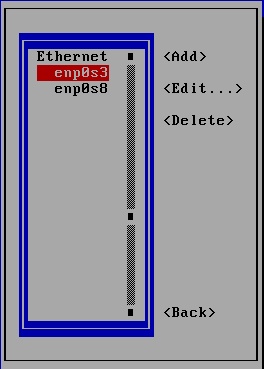 Ethernet
enp0s3
enp0s8
<Add>
<Edit...>
<Delete>
<Back>